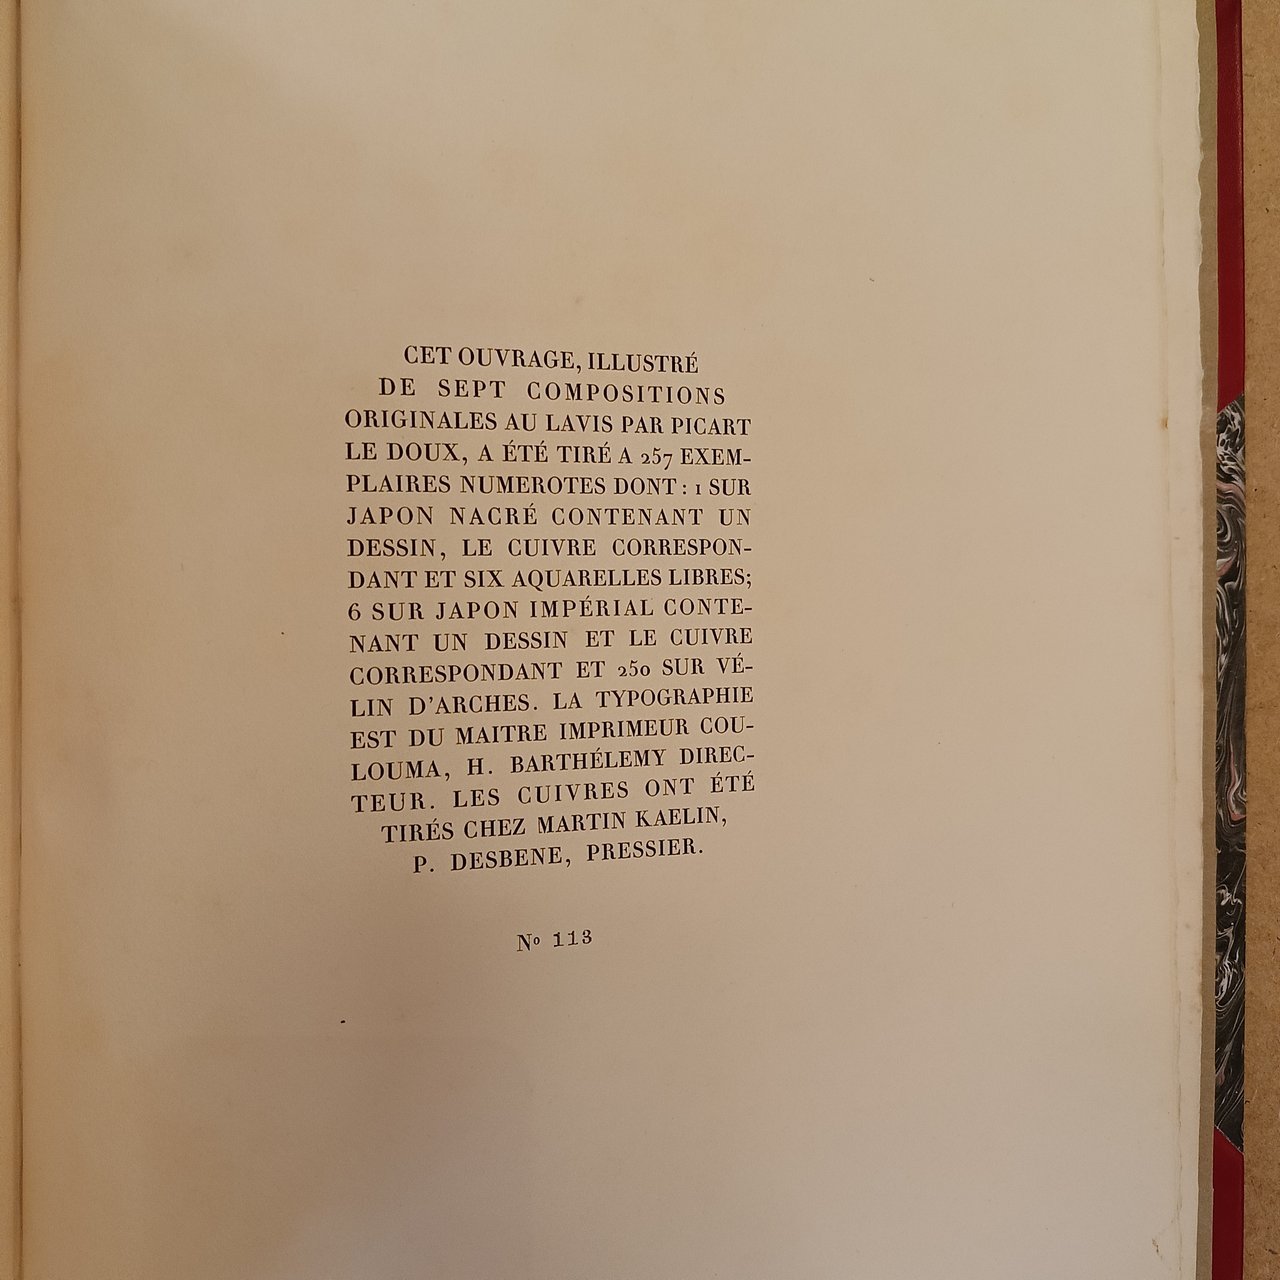 CET OUVRAGE, ILLUSTRÉ
DE SEPT COMPOSITIONS
ORIGINALES AU LAVIS PAR PICART
LE DOUX, A ÉTÉ TIRÉ A 257 EXEM-
PLAIRES NUMEROTES DONT : 1 SUR
JAPON NACRÉ CONTENANT UN
DESSIN, LE CUIVRE CORRESPON-
DANT ET SIX AQUARELLES LIBRES;
6 SUR JAPON IMPÉRIAL CONTE-
NANT UN DESSIN ET LE CUIVRE
CORRESPONDANT ET 250 SUR VÉ-
LIN D'ARCHES. LA TYPOGRAPHIE
EST DU MAITRE IMPRIMEUR COU-
LOUMA, H. BARTHÉLEMY DIREC-
TEUR. LES CUIVRES ONT ÉTÉ
TIRÉS CHEZ MARTIN KAELIN,
P. DESBENE, PRESSIER.
Nº 113